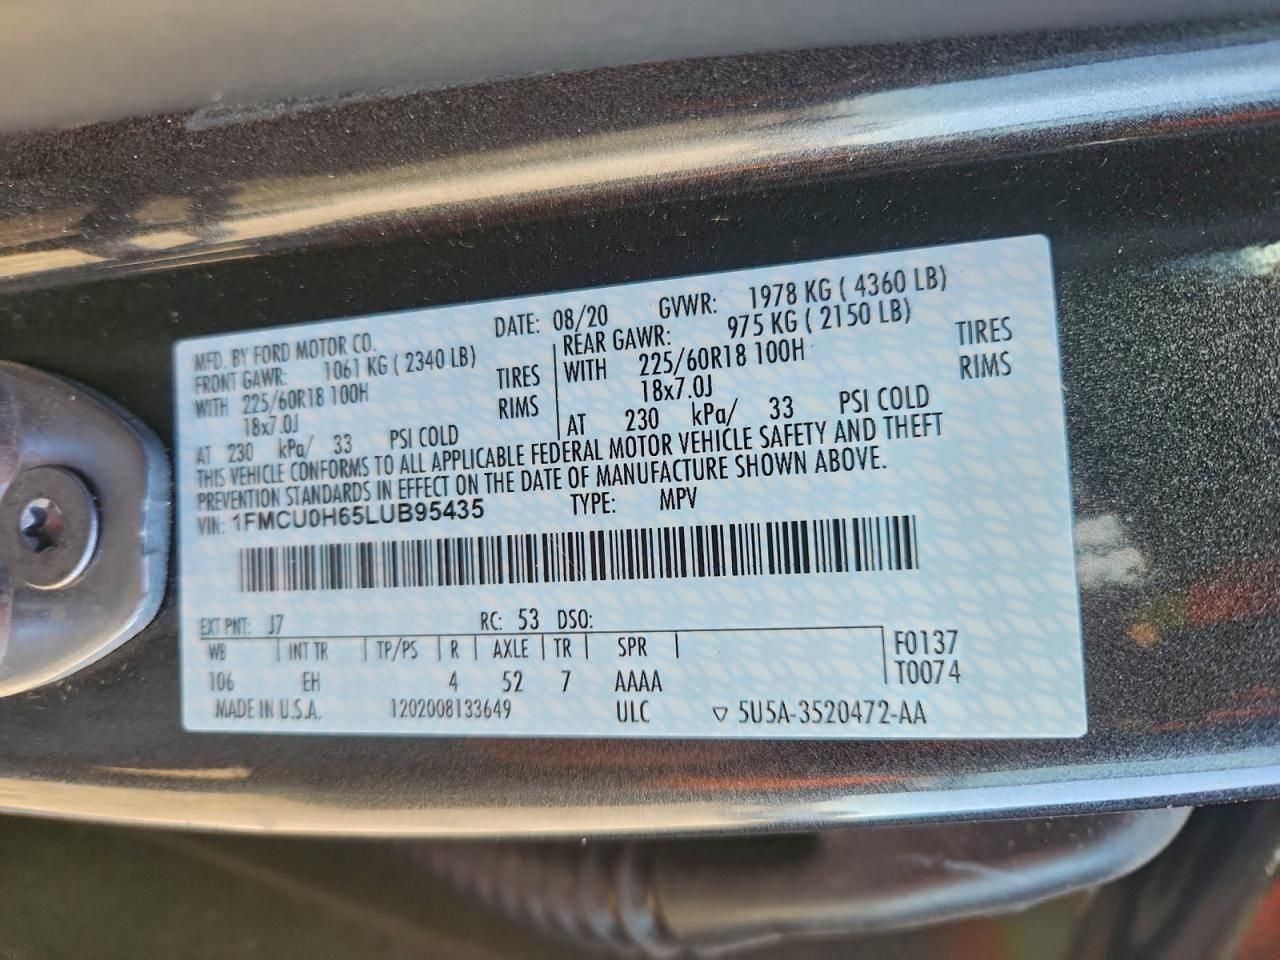 MFD. BY FORD MOTOR CO. DATE: 08/20 GVWR: 1978 KG ( 4360 LB)
FRONT GAWR: 1061 KG ( 2340 LB) REAR GAWR: 975 KG ( 2150 LB)
WITH 225/60R18 100H TIRES WITH 225/60R18 100H TIRES
18x7.0J RIMS 18x7.0J RIMS
AT 230 kPa/ 33 PSI COLD AT 230 kPa/ 33 PSI COLD
THIS VEHICLE CONFORMS TO ALL APPLICABLE FEDERAL MOTOR VEHICLE SAFETY AND THEFT
PREVENTION STANDARDS IN EFFECT ON THE DATE OF MANUFACTURE SHOWN ABOVE.
VIN: 1FMCU0H65LUB95435 TYPE: MPV
EXT PNT: J7 RC: 53 DSO:
WB INT TR TP/PS R AXLE TR SPR F0137
106 EH 4 52 7 AAAA T0074
MADE IN U.S.A. 1202008133649 ULC ▽ 5U5A-3520472-AA